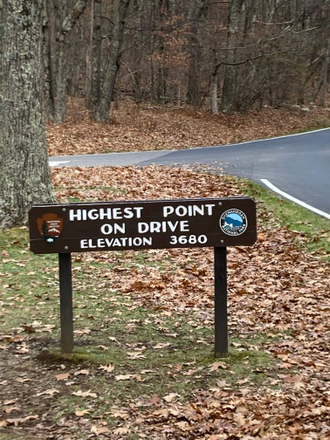 HIGHEST POINT
ON DRIVE
ELEVATION 3680